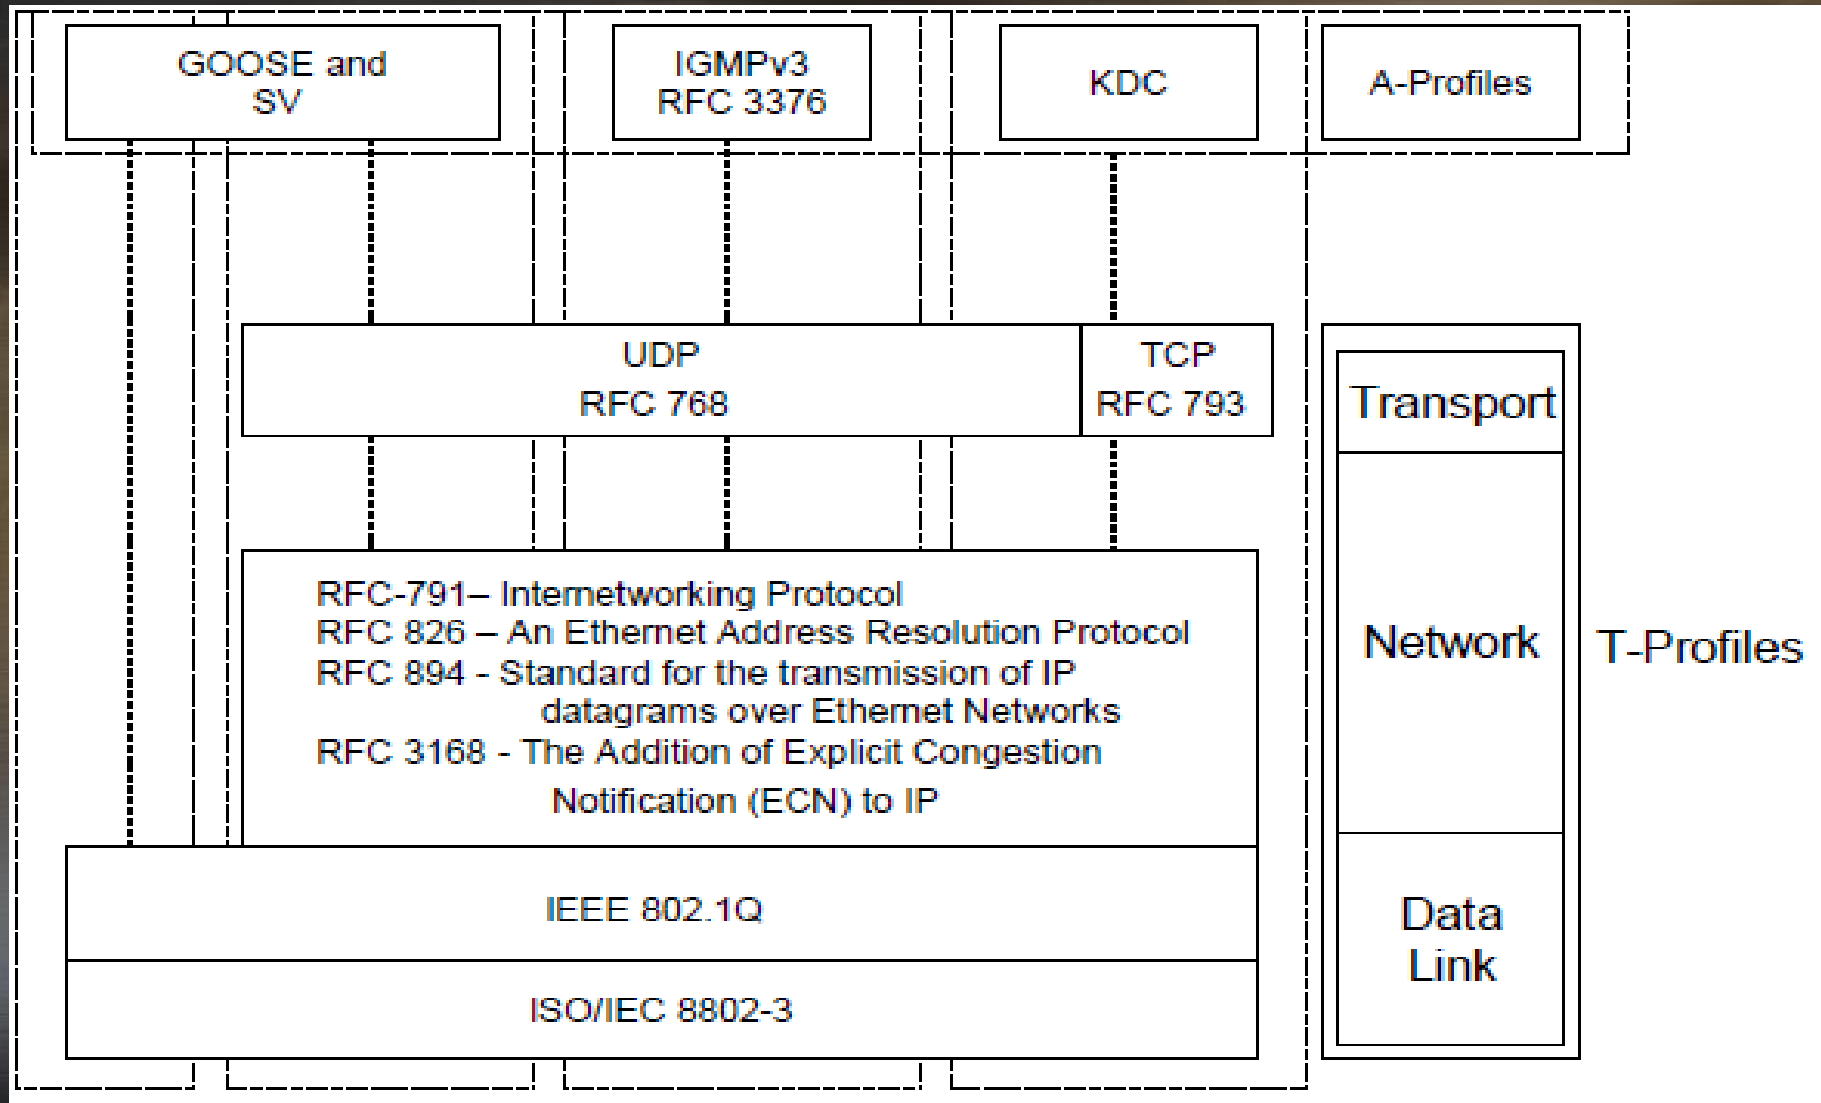 GOOSE and
SV
IGMPv3
RFC 3376
KDC
A-Profiles
UDP
RFC 768
TCP
RFC 793
Transport
RFC-791– Internetworking Protocol
RFC 826 – An Ethernet Address Resolution Protocol
RFC 894 - Standard for the transmission of IP
datagrams over Ethernet Networks
RFC 3168 - The Addition of Explicit Congestion
Notification (ECN) to IP
Network
T-Profiles
IEEE 802.1Q
ISO/IEC 8802-3
Data
Link